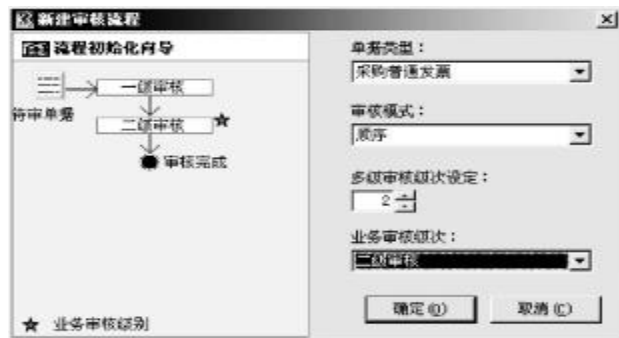 新建审核流程
流程初始化向导
一级审核
待审单据
二级审核
审核完成
业务审核级别
单据类型：
采购普通发票
审核模式：
顺序
多级审核级次设定：
2
业务审核级次：
二级审核
确定(O)
取消(C)